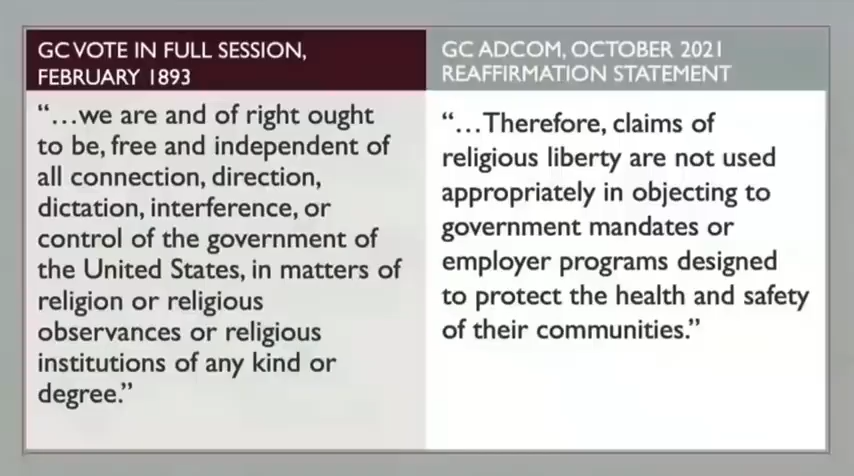 GC VOTE IN FULL SESSION,
FEBRUARY 1893
“…we are and of right ought
to be, free and independent of
all connection, direction,
dictation, interference, or
control of the government of
the United States, in matters of
religion or religious
observances or religious
institutions of any kind or
degree.”
GC ADCOM, OCTOBER 2021
REAFFIRMATION STATEMENT
“…Therefore, claims of
religious liberty are not used
appropriately in objecting to
government mandates or
employer programs designed
to protect the health and safety
of their communities.”